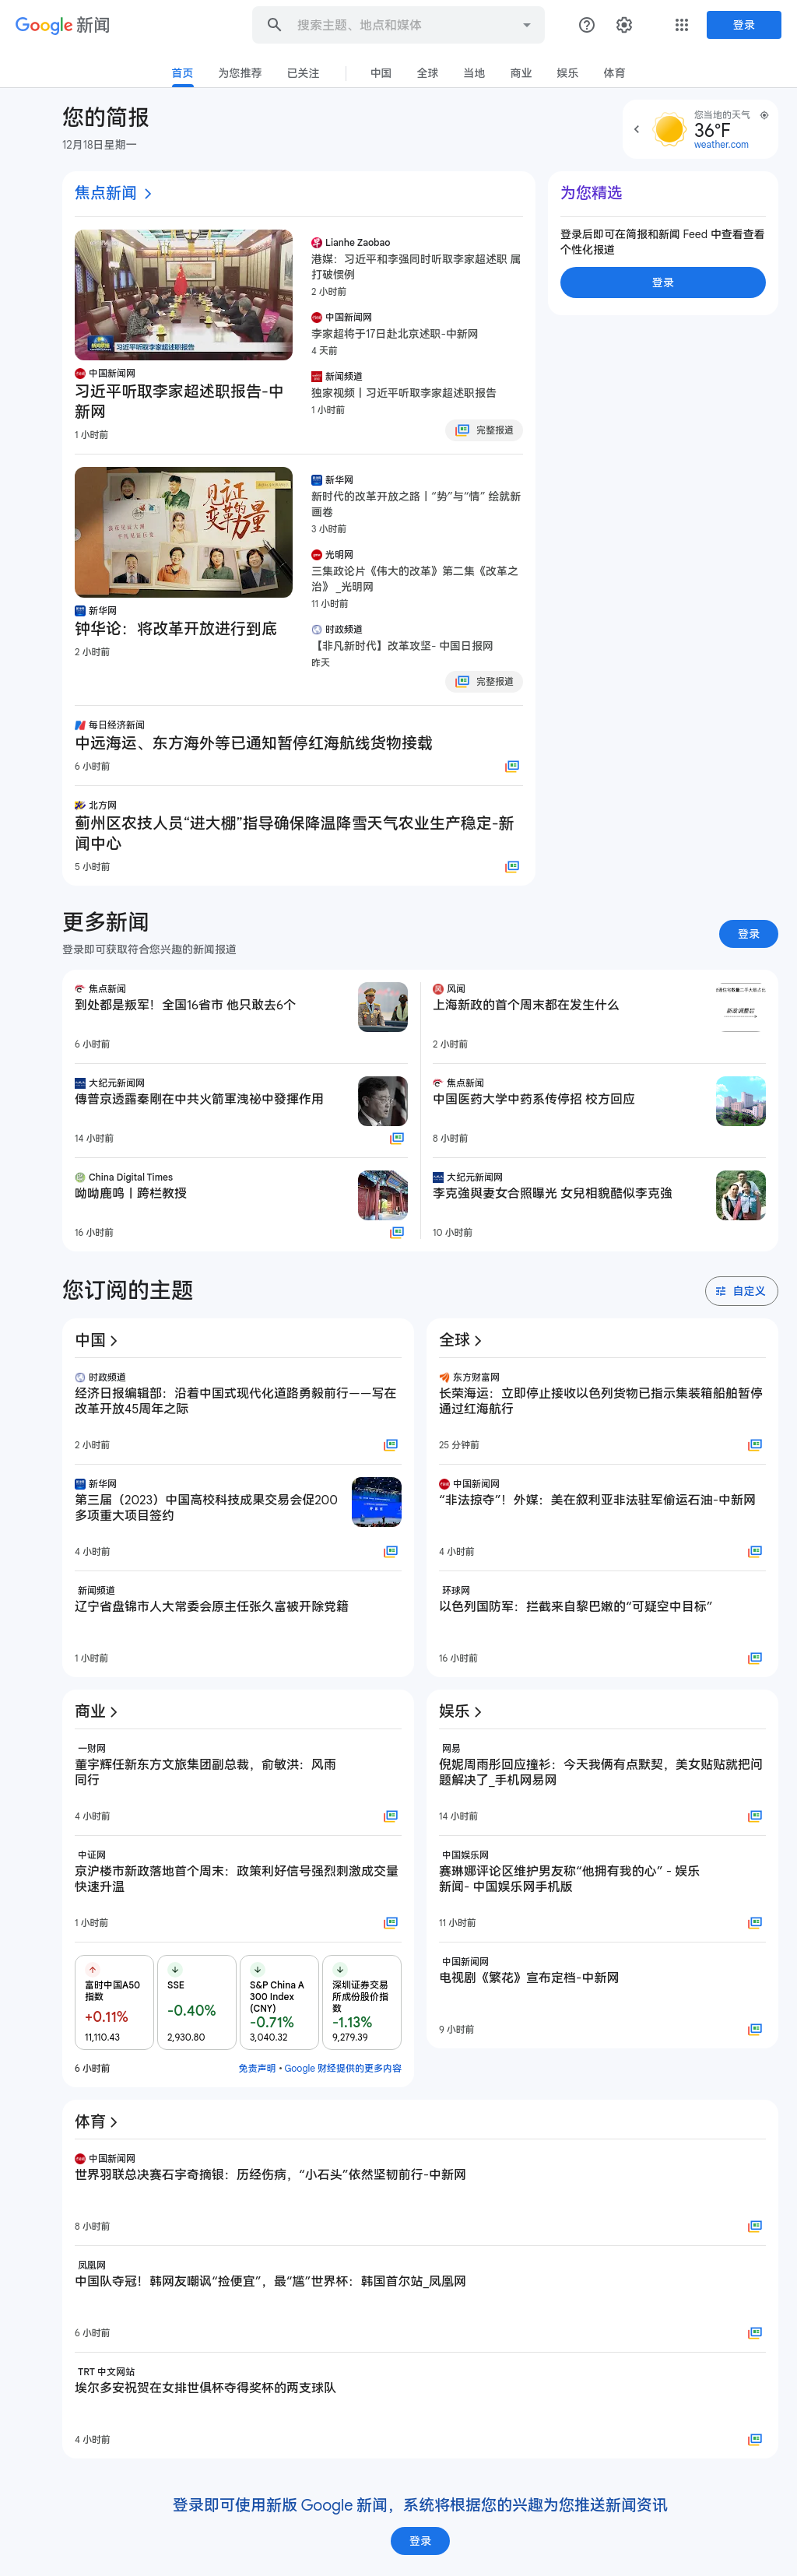 Google 新闻
搜索主题、地点和媒体
登录
首页
为您推荐
已关注
中国
全球
当地
商业
娱乐
体育
您的简报
12月18日星期一
您当地的天气
36°F
weather.com
焦点新闻
习近平听取李家超述职报告
中国新闻网
习近平听取李家超述职报告-中
新网
1 小时前
Lianhe Zaobao
港媒：习近平和李强同时听取李家超述职 属
打破惯例
2 小时前
中国新闻网
李家超将于17日赴北京述职-中新网
4 天前
新闻频道
独家视频丨习近平听取李家超述职报告
1 小时前
完整报道
见证
变革的
力量
新华网
钟华论：将改革开放进行到底
2 小时前
新华网
新时代的改革开放之路丨“势”与“情” 绘就新
画卷
3 小时前
光明网
三集政论片《伟大的改革》第二集《改革之
治》 _光明网
11 小时前
时政频道
【非凡新时代】改革攻坚- 中国日报网
昨天
完整报道
每日经济新闻
中远海运、东方海外等已通知暂停红海航线货物接载
6 小时前
北方网
蓟州区农技人员“进大棚”指导确保降温降雪天气农业生产稳定-新
闻中心
5 小时前
为您精选
登录后即可在简报和新闻 Feed 中查看查看
个性化报道
登录
更多新闻
登录即可获取符合您兴趣的新闻报道
登录
焦点新闻
到处都是叛军！全国16省市 他只敢去6个
6 小时前
风闻
上海新政的首个周末都在发生什么
新政调整后
2 小时前
大纪元新闻网
傳普京透露秦剛在中共火箭軍洩祕中發揮作用
14 小时前
焦点新闻
中国医药大学中药系传停招 校方回应
8 小时前
China Digital Times
呦呦鹿鸣丨跨栏教授
16 小时前
大纪元新闻网
李克強與妻女合照曝光 女兒相貌酷似李克強
10 小时前
您订阅的主题
自定义
中国
时政频道
经济日报编辑部：沿着中国式现代化道路勇毅前行——写在
改革开放45周年之际
2 小时前
新华网
第三届（2023）中国高校科技成果交易会促200
多项重大项目签约
4 小时前
新闻频道
辽宁省盘锦市人大常委会原主任张久富被开除党籍
1 小时前
全球
东方财富网
长荣海运：立即停止接收以色列货物已指示集装箱船舶暂停
通过红海航行
25 分钟前
中国新闻网
“非法掠夺”！外媒：美在叙利亚非法驻军偷运石油-中新网
4 小时前
环球网
以色列国防军：拦截来自黎巴嫩的“可疑空中目标”
16 小时前
商业
一财网
董宇辉任新东方文旅集团副总裁，俞敏洪：风雨
同行
4 小时前
中证网
京沪楼市新政落地首个周末：政策利好信号强烈刺激成交量
快速升温
1 小时前
富时中国A50
指数
+0.11%
11,110.43
SSE
-0.40%
2,930.80
S&P China A
300 Index
(CNY)
-0.71%
3,040.32
深圳证券交易
所成份股价指
数
-1.13%
9,279.39
6 小时前
免责声明 • Google 财经提供的更多内容
娱乐
网易
倪妮周雨彤回应撞衫：今天我俩有点默契，美女贴贴就把问
题解决了_手机网易网
14 小时前
中国娱乐网
赛琳娜评论区维护男友称“他拥有我的心” - 娱乐
新闻- 中国娱乐网手机版
11 小时前
中国新闻网
电视剧《繁花》宣布定档-中新网
9 小时前
体育
中国新闻网
世界羽联总决赛石宇奇摘银：历经伤病，“小石头”依然坚韧前行-中新网
8 小时前
凤凰网
中国队夺冠！韩网友嘲讽“捡便宜”，最“尴”世界杯：韩国首尔站_凤凰网
6 小时前
TRT 中文网站
埃尔多安祝贺在女排世俱杯夺得奖杯的两支球队
4 小时前
登录即可使用新版 Google 新闻，系统将根据您的兴趣为您推送新闻资讯
登录